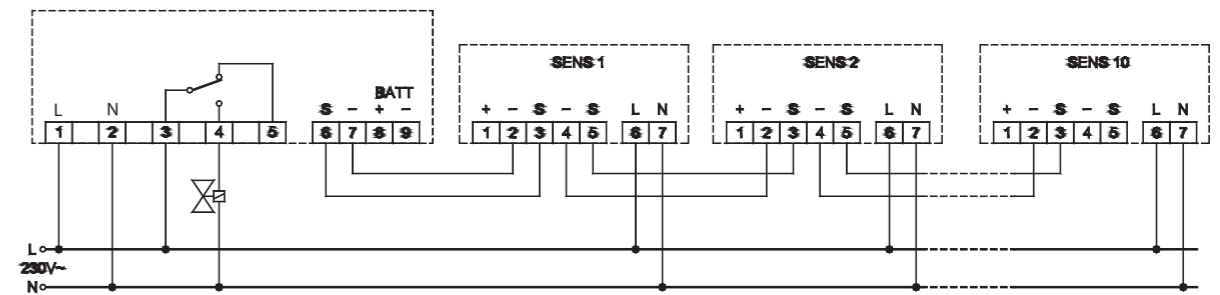 SENS 1 SENS 2 SENS 10
BATT
L N S - + - + - S - S L N + - S - S L N + - S - S L N
1 2 3 4 5 6 7 8 9 1 2 3 4 5 6 7 1 2 3 4 5 6 7 1 2 3 4 5 6 7
L
230V~
N